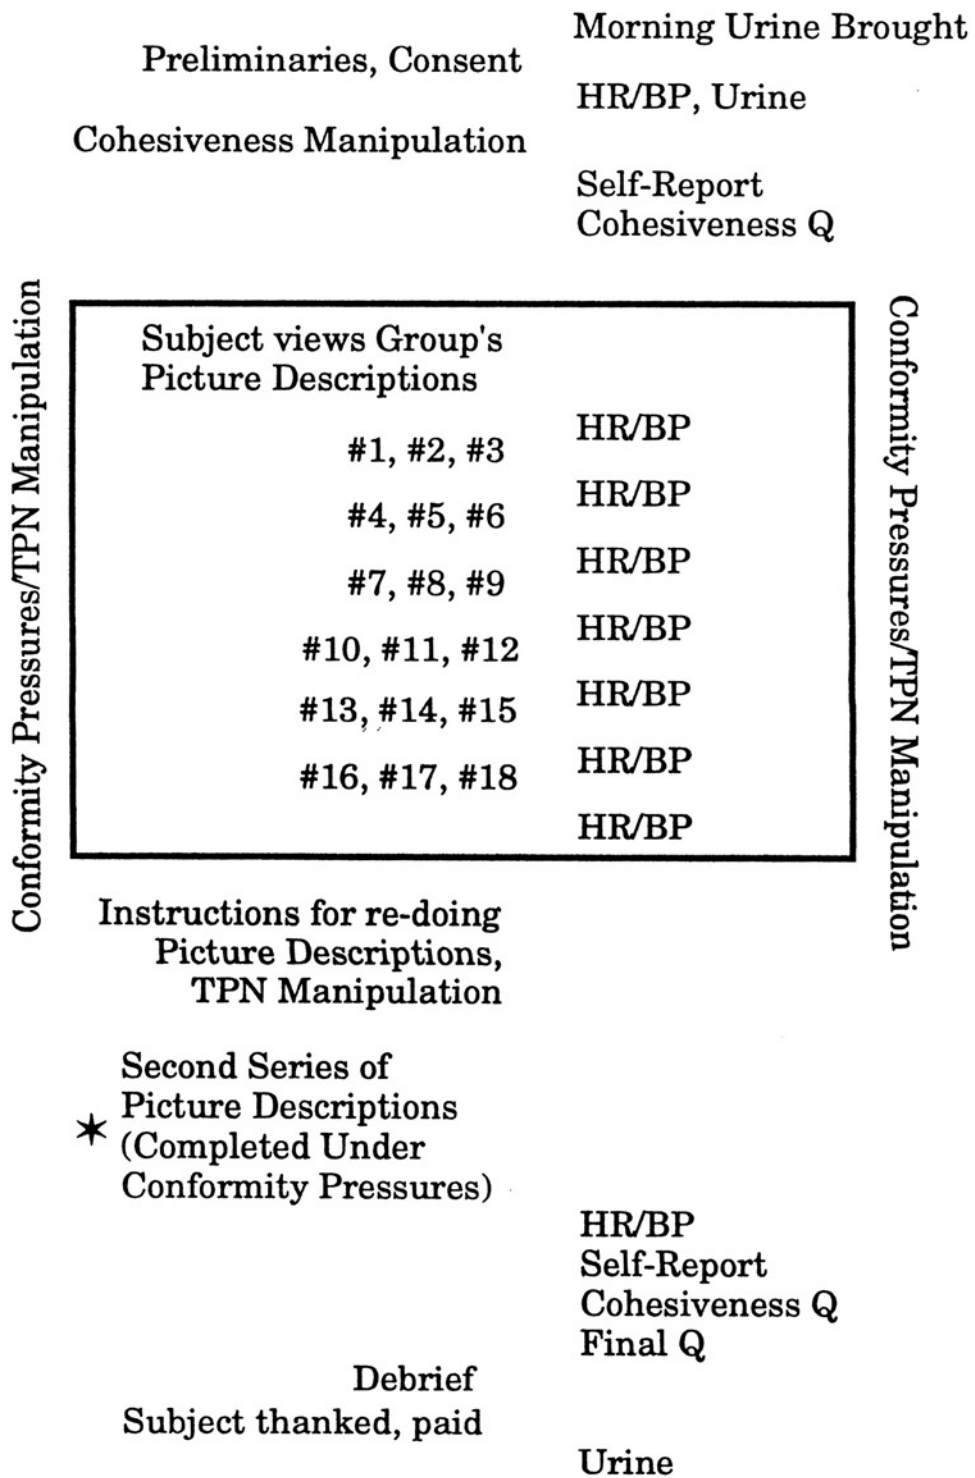 Morning Urine Brought
Preliminaries, Consent
HR/BP, Urine
Cohesiveness Manipulation
Self-Report
Cohesiveness Q
Conformity Pressures/TPN Manipulation
Subject views Group's
Picture Descriptions
HR/BP
#1, #2, #3
HR/BP
#4, #5, #6
HR/BP
#7, #8, #9
HR/BP
#10, #11, #12
HR/BP
#13, #14, #15
HR/BP
#16, #17, #18
HR/BP
Conformity Pressures/TPN Manipulation
Instructions for re-doing
Picture Descriptions,
TPN Manipulation
Second Series of
Picture Descriptions
* (Completed Under
Conformity Pressures)
HR/BP
Self-Report
Cohesiveness Q
Final Q
Debrief
Subject thanked, paid
Urine